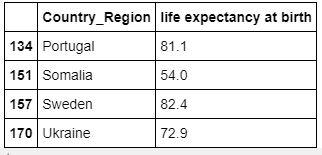 Country_Region life expectancy at birth
134 Portugal 81.1
151 Somalia 54.0
157 Sweden 82.4
170 Ukraine 72.9